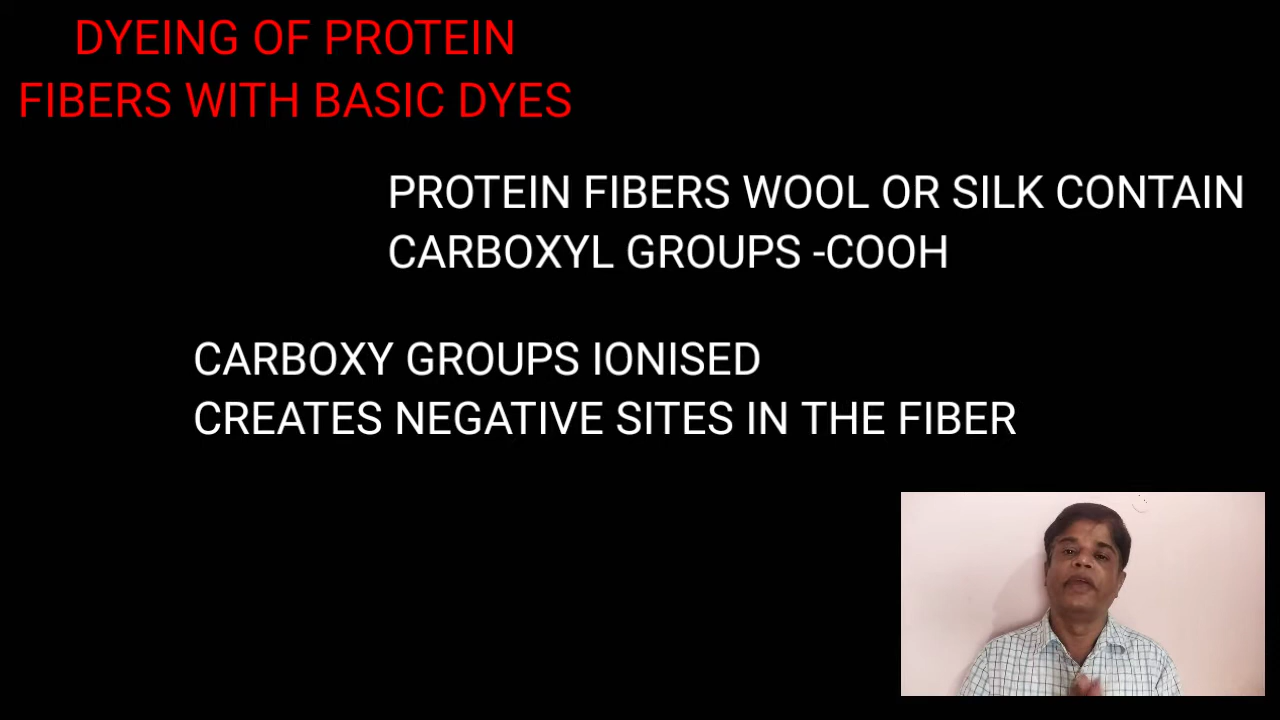 DYEING OF PROTEIN
FIBERS WITH BASIC DYES
PROTEIN FIBERS WOOL OR SILK CONTAIN
CARBOXYL GROUPS -COOH
CARBOXY GROUPS IONISED
CREATES NEGATIVE SITES IN THE FIBER